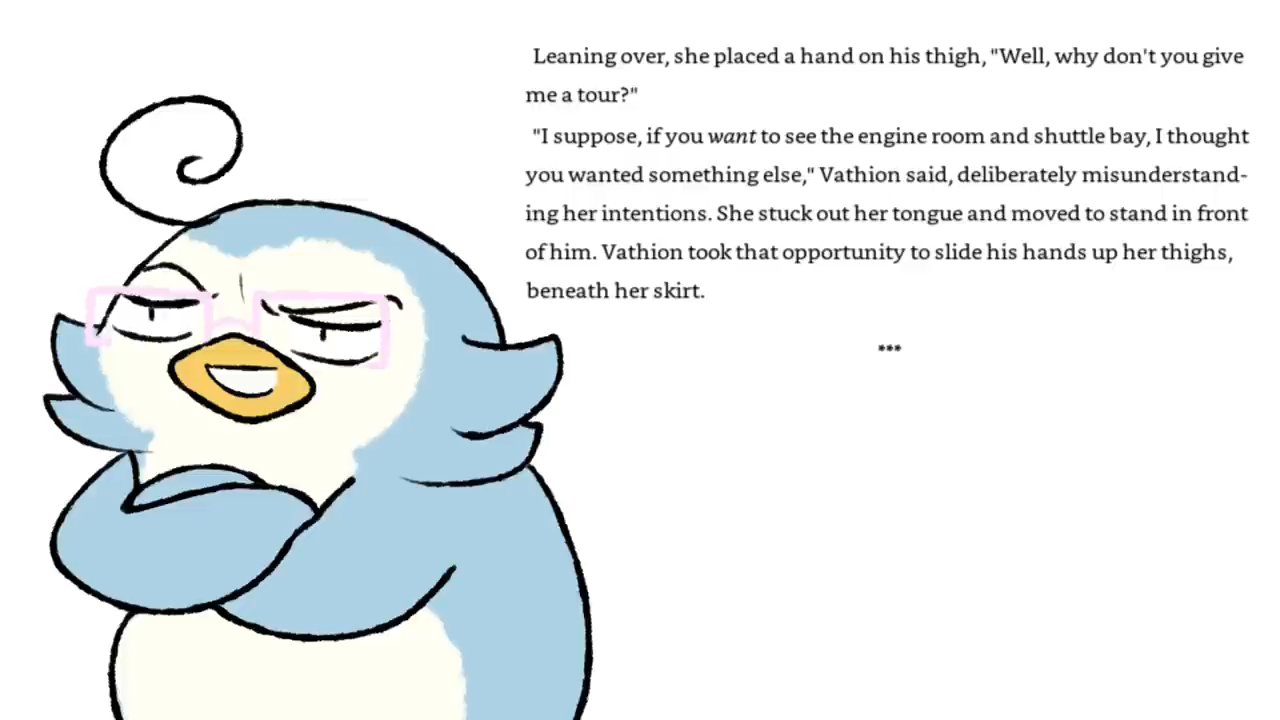 Leaning over, she placed a hand on his thigh, "Well, why don't you give
me a tour?"
"I suppose, if you want to see the engine room and shuttle bay, I thought
you wanted something else," Vathion said, deliberately misunderstand-
ing her intentions. She stuck out her tongue and moved to stand in front
of him. Vathion took that opportunity to slide his hands up her thighs,
beneath her skirt.
***